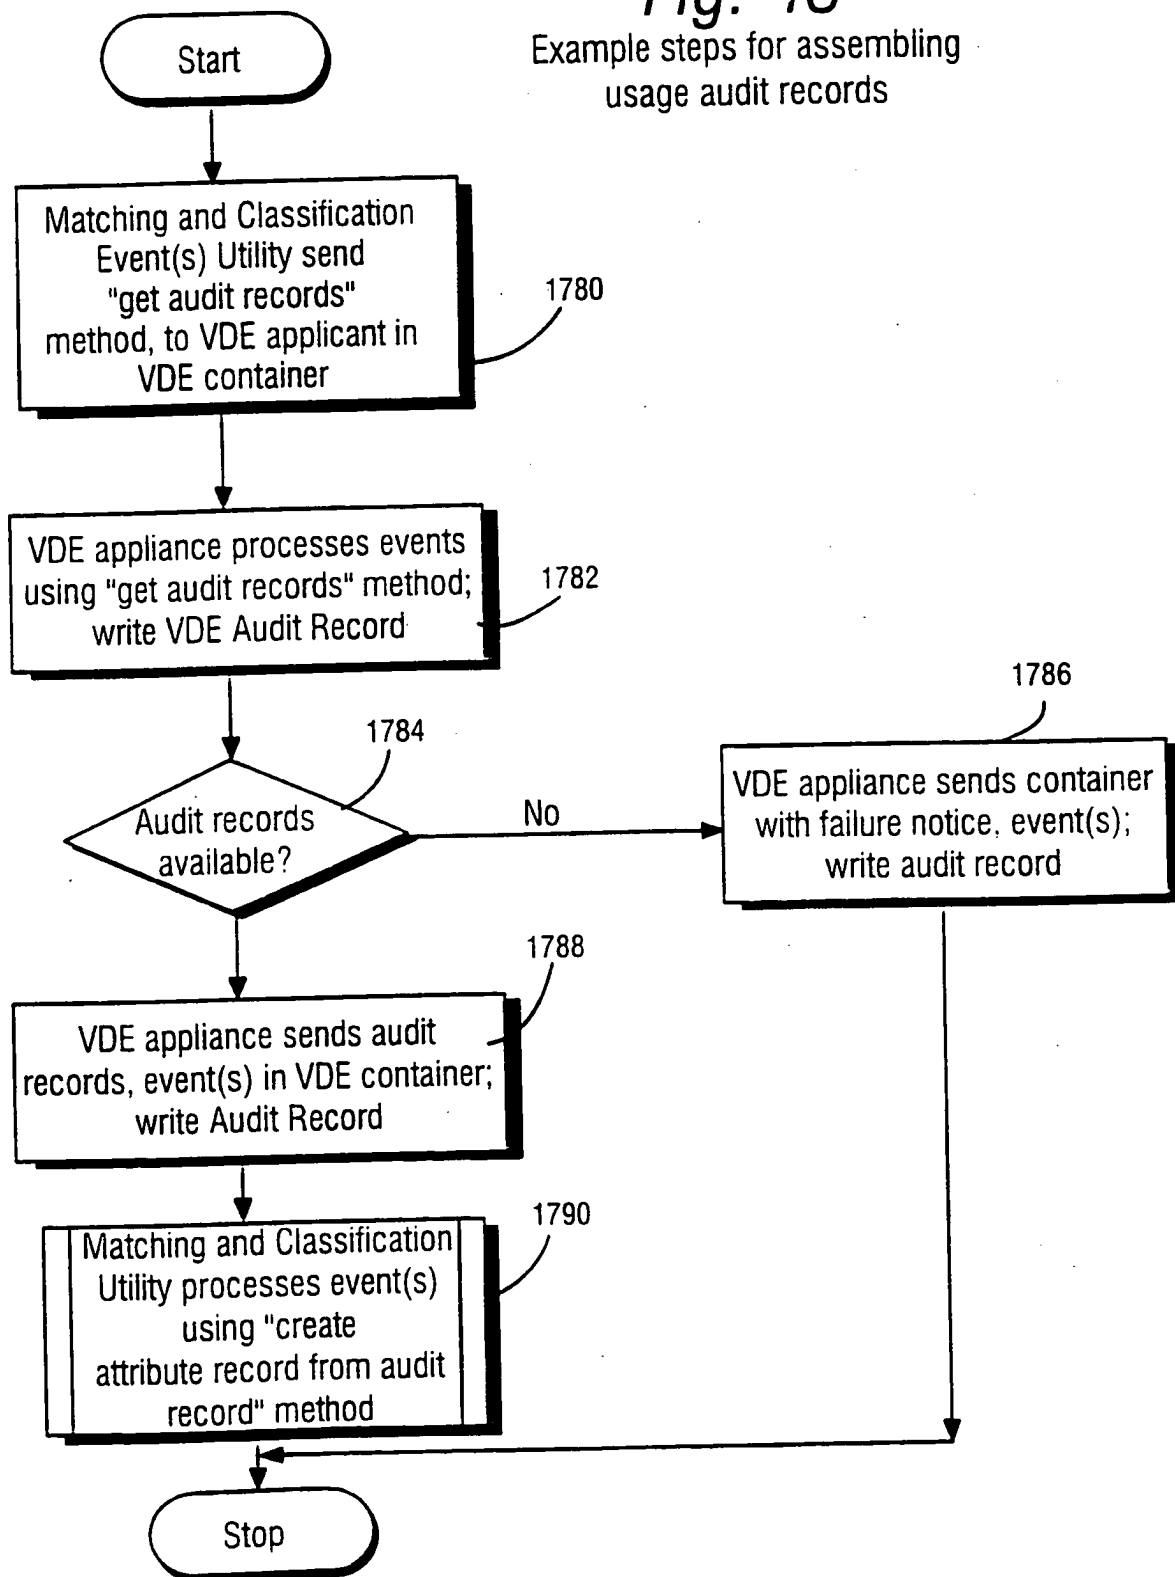 Example steps for assembling
usage audit records
Start
Matching and Classification
Event(s) Utility send
"get audit records"
method, to VDE applicant in
VDE container
1780
VDE appliance processes events
using "get audit records" method;
write VDE Audit Record
1782
1784
Audit records
available?
No
1786
VDE appliance sends container
with failure notice, event(s);
write audit record
1788
VDE appliance sends audit
records, event(s) in VDE container;
write Audit Record
1790
Matching and Classification
Utility processes event(s)
using "create
attribute record from audit
record" method
Stop